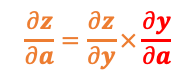 ∂z/∂a = ∂z/∂y × ∂y/∂a